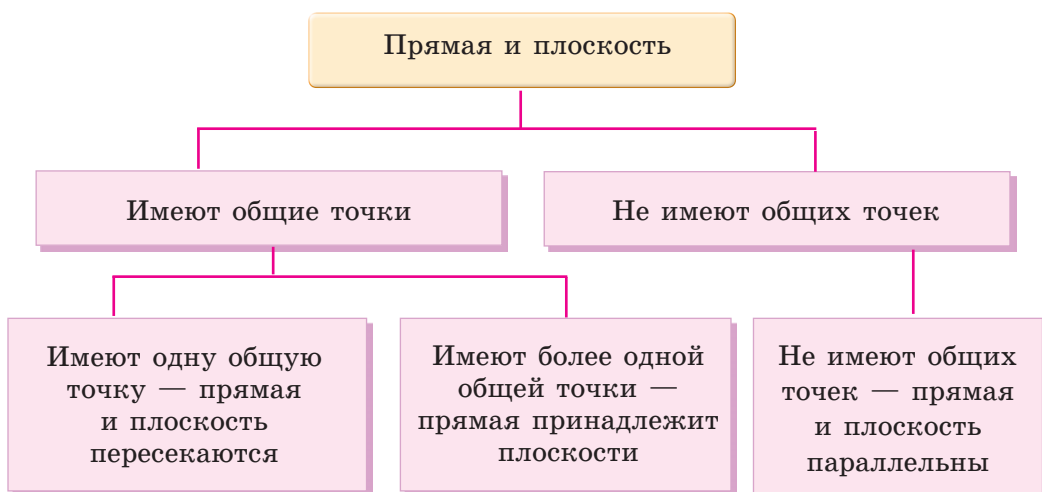 Прямая и плоскость
Имеют общие точки
Не имеют общих точек
Имеют одну общую
точку — прямая
и плоскость
пересекаются
Имеют более одной
общей точки —
прямая принадлежит
плоскости
Не имеют общих
точек — прямая
и плоскость
параллельны